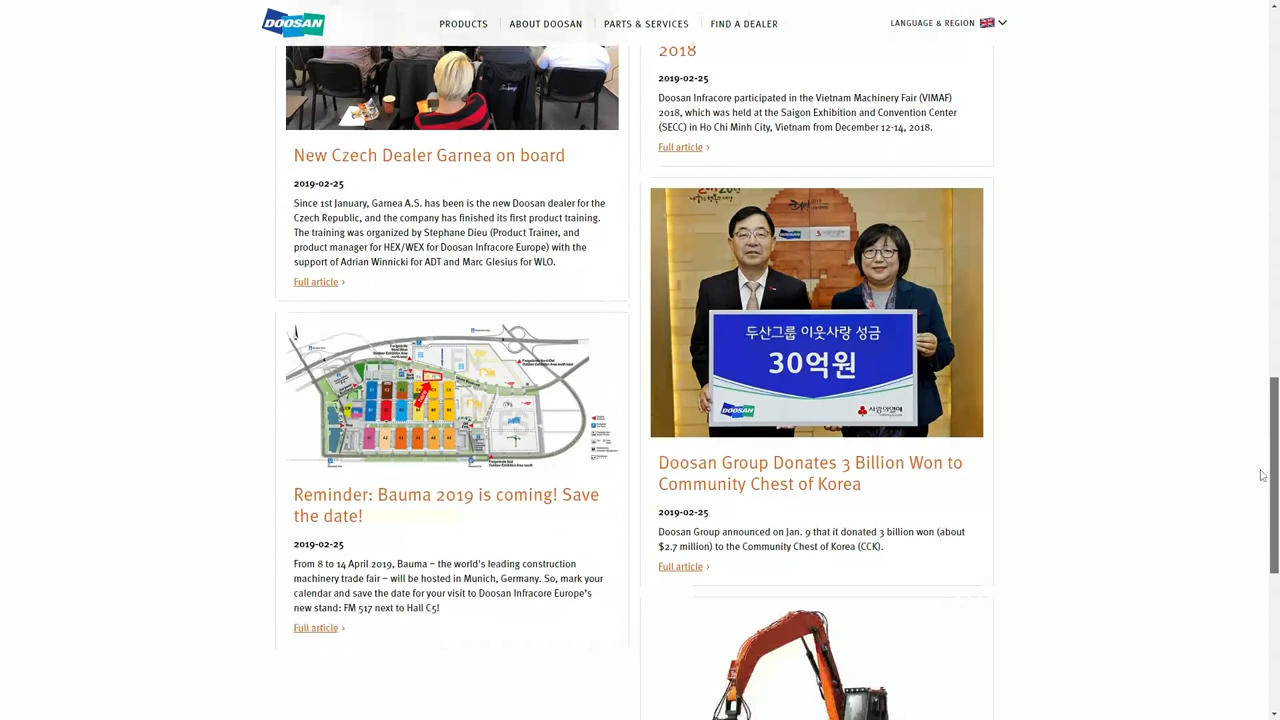 DOOSAN
PRODUCTS
ABOUT DOOSAN
PARTS & SERVICES
FIND A DEALER
LANGUAGE & REGION
New Czech Dealer Garnea on board
2019-02-25
Since 1st January, Garnea A.S. has been is the new Doosan dealer for the
Czech Republic, and the company has finished its first product training.
The training was organized by Stephane Dieu (Product Trainer, and
product manager for HEX/WEX for Doosan Infracore Europe) with the
support of Adrian Winnicki for ADT and Marc Glesius for WLO.
Full article ›
Reminder: Bauma 2019 is coming! Save
the date!
2019-02-25
From 8 to 14 April 2019, Bauma – the world's leading construction
machinery trade fair – will be hosted in Munich, Germany. So, mark your
calendar and save the date for your visit to Doosan Infracore Europe's
new stand: FM 517 next to Hall C5!
Full article ›
2018
2019-02-25
Doosan Infracore participated in the Vietnam Machinery Fair (VIMAF)
2018, which was held at the Saigon Exhibition and Convention Center
(SECC) in Ho Chi Minh City, Vietnam from December 12-14, 2018.
Full article ›
DOOSAN
두산그룹 이웃사랑 성금
30억원
DOOSAN
사랑의열매
Doosan Group Donates 3 Billion Won to
Community Chest of Korea
2019-02-25
Doosan Group announced on Jan. 9 that it donated 3 billion won (about
$2.7 million) to the Community Chest of Korea (CCK).
Full article ›